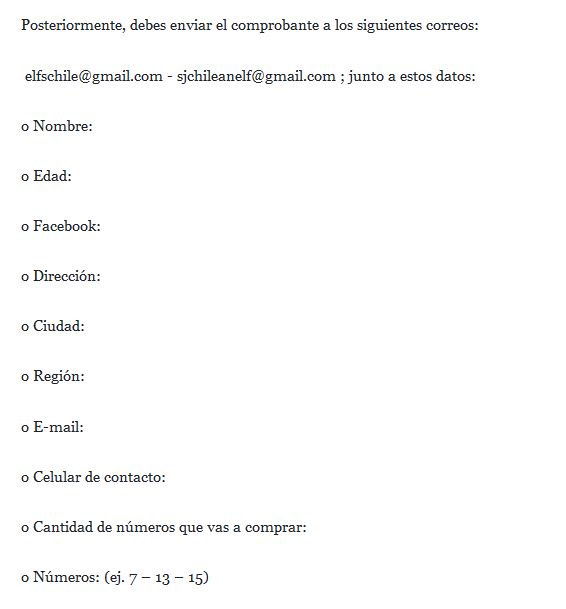 Posteriormente, debes enviar el comprobante a los siguientes correos:
elfschile@gmail.com - sjchileanelf@gmail.com ; junto a estos datos:
o Nombre:
o Edad:
o Facebook:
o Dirección:
o Ciudad:
o Región:
o E-mail:
o Celular de contacto:
o Cantidad de números que vas a comprar:
o Números: (ej. 7 – 13 – 15)